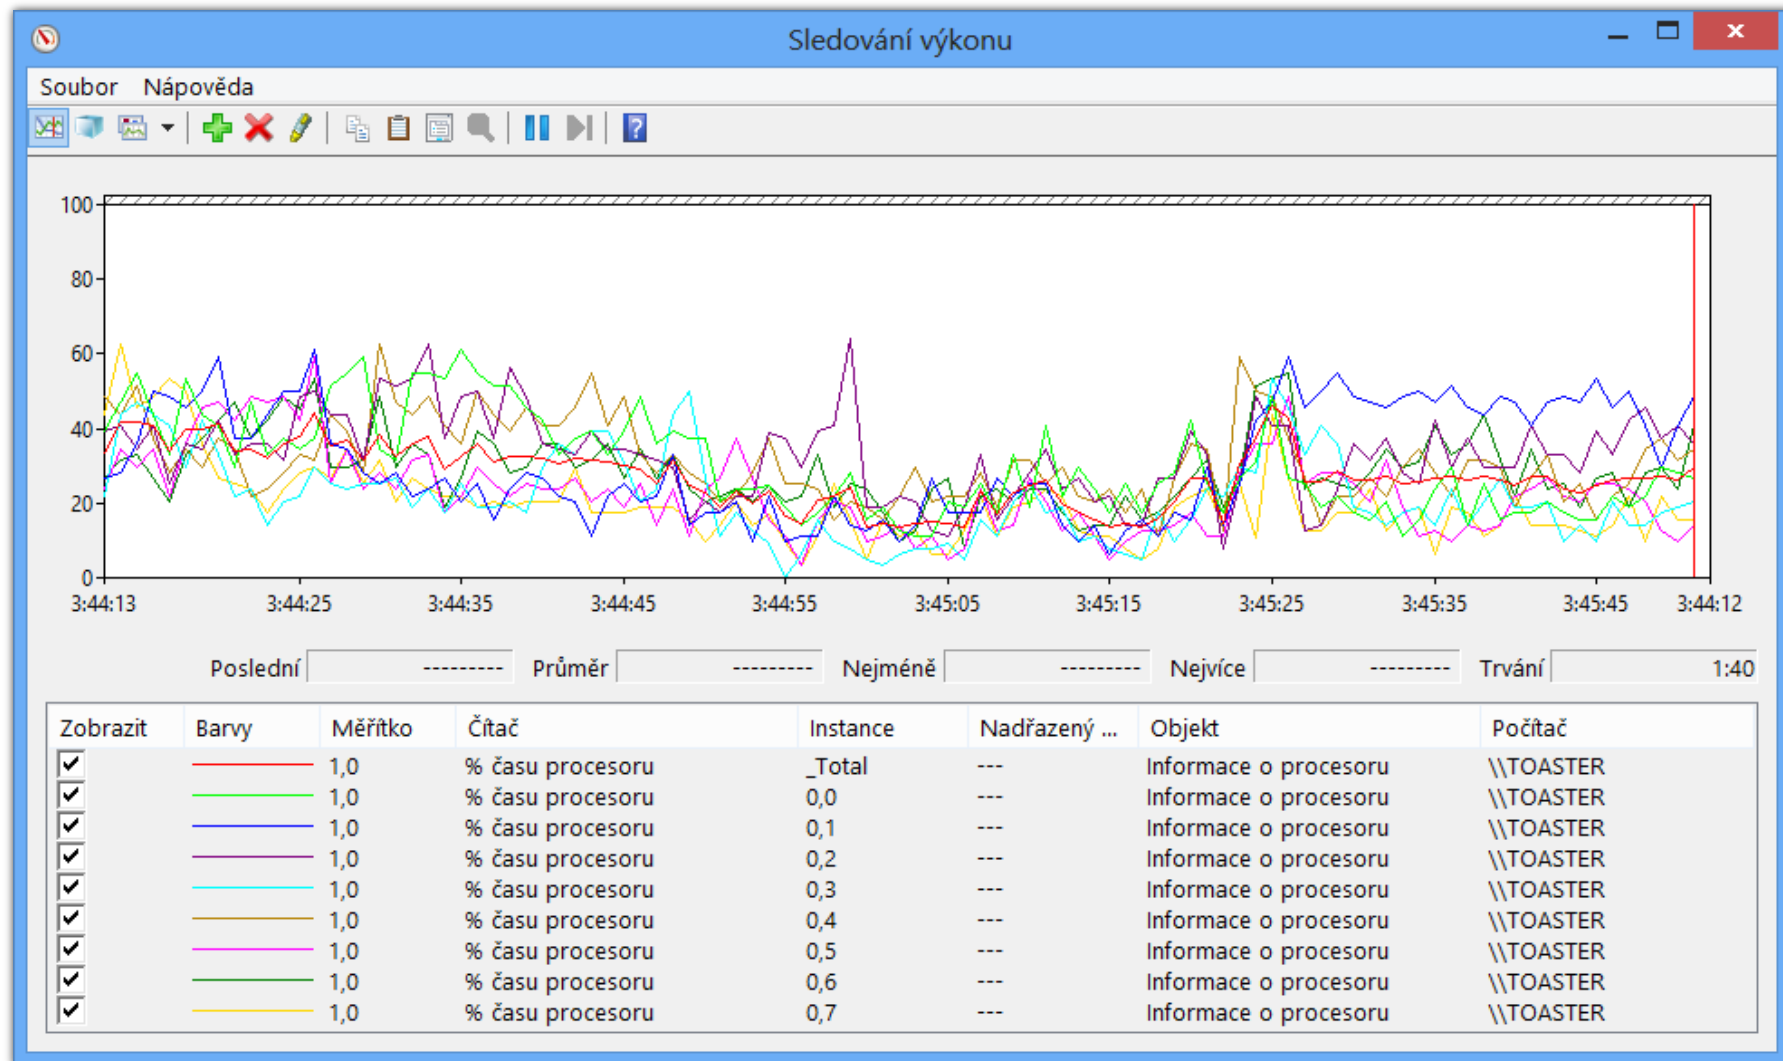 Sledování výkonu
Soubor Nápověda
100
80
60
40
20
0
3:44:13 3:44:25 3:44:35 3:44:45 3:44:55 3:45:05 3:45:15 3:45:25 3:45:35 3:45:45 3:44:12
Poslední --------- Průměr --------- Nejméně --------- Nejvíce --------- Trvání 1:40
Zobrazit Barvy Měřítko Čítač Instance Nadřazený ... Objekt Počítač
1,0 % času procesoru _Total --- Informace o procesoru \\TOASTER
1,0 % času procesoru 0,0 --- Informace o procesoru \\TOASTER
1,0 % času procesoru 0,1 --- Informace o procesoru \\TOASTER
1,0 % času procesoru 0,2 --- Informace o procesoru \\TOASTER
1,0 % času procesoru 0,3 --- Informace o procesoru \\TOASTER
1,0 % času procesoru 0,4 --- Informace o procesoru \\TOASTER
1,0 % času procesoru 0,5 --- Informace o procesoru \\TOASTER
1,0 % času procesoru 0,6 --- Informace o procesoru \\TOASTER
1,0 % času procesoru 0,7 --- Informace o procesoru \\TOASTER